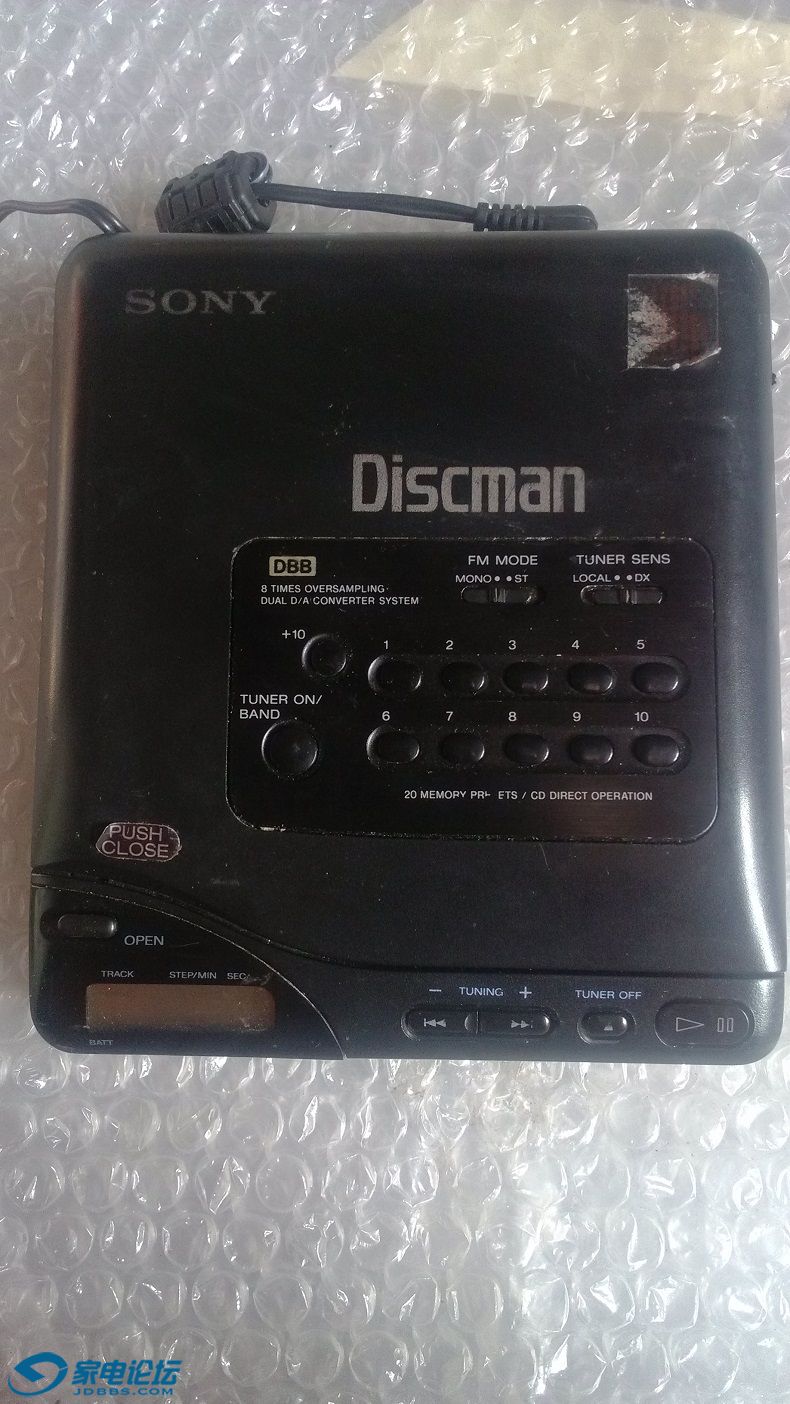 SONY
Discman
DBB
8 TIMES OVERSAMPLING
DUAL D/A CONVERTER SYSTEM
FM MODE
MONO • • ST
TUNER SENS
LOCAL • • DX
+10
1 2 3 4 5
TUNER ON/
BAND
6 7 8 9 10
20 MEMORY PR ETS / CD DIRECT OPERATION
PUSH
CLOSE
OPEN
TRACK STEP/MIN SEC
BATT
− TUNING +
TUNER OFF
家电论坛
JDBBS.COM